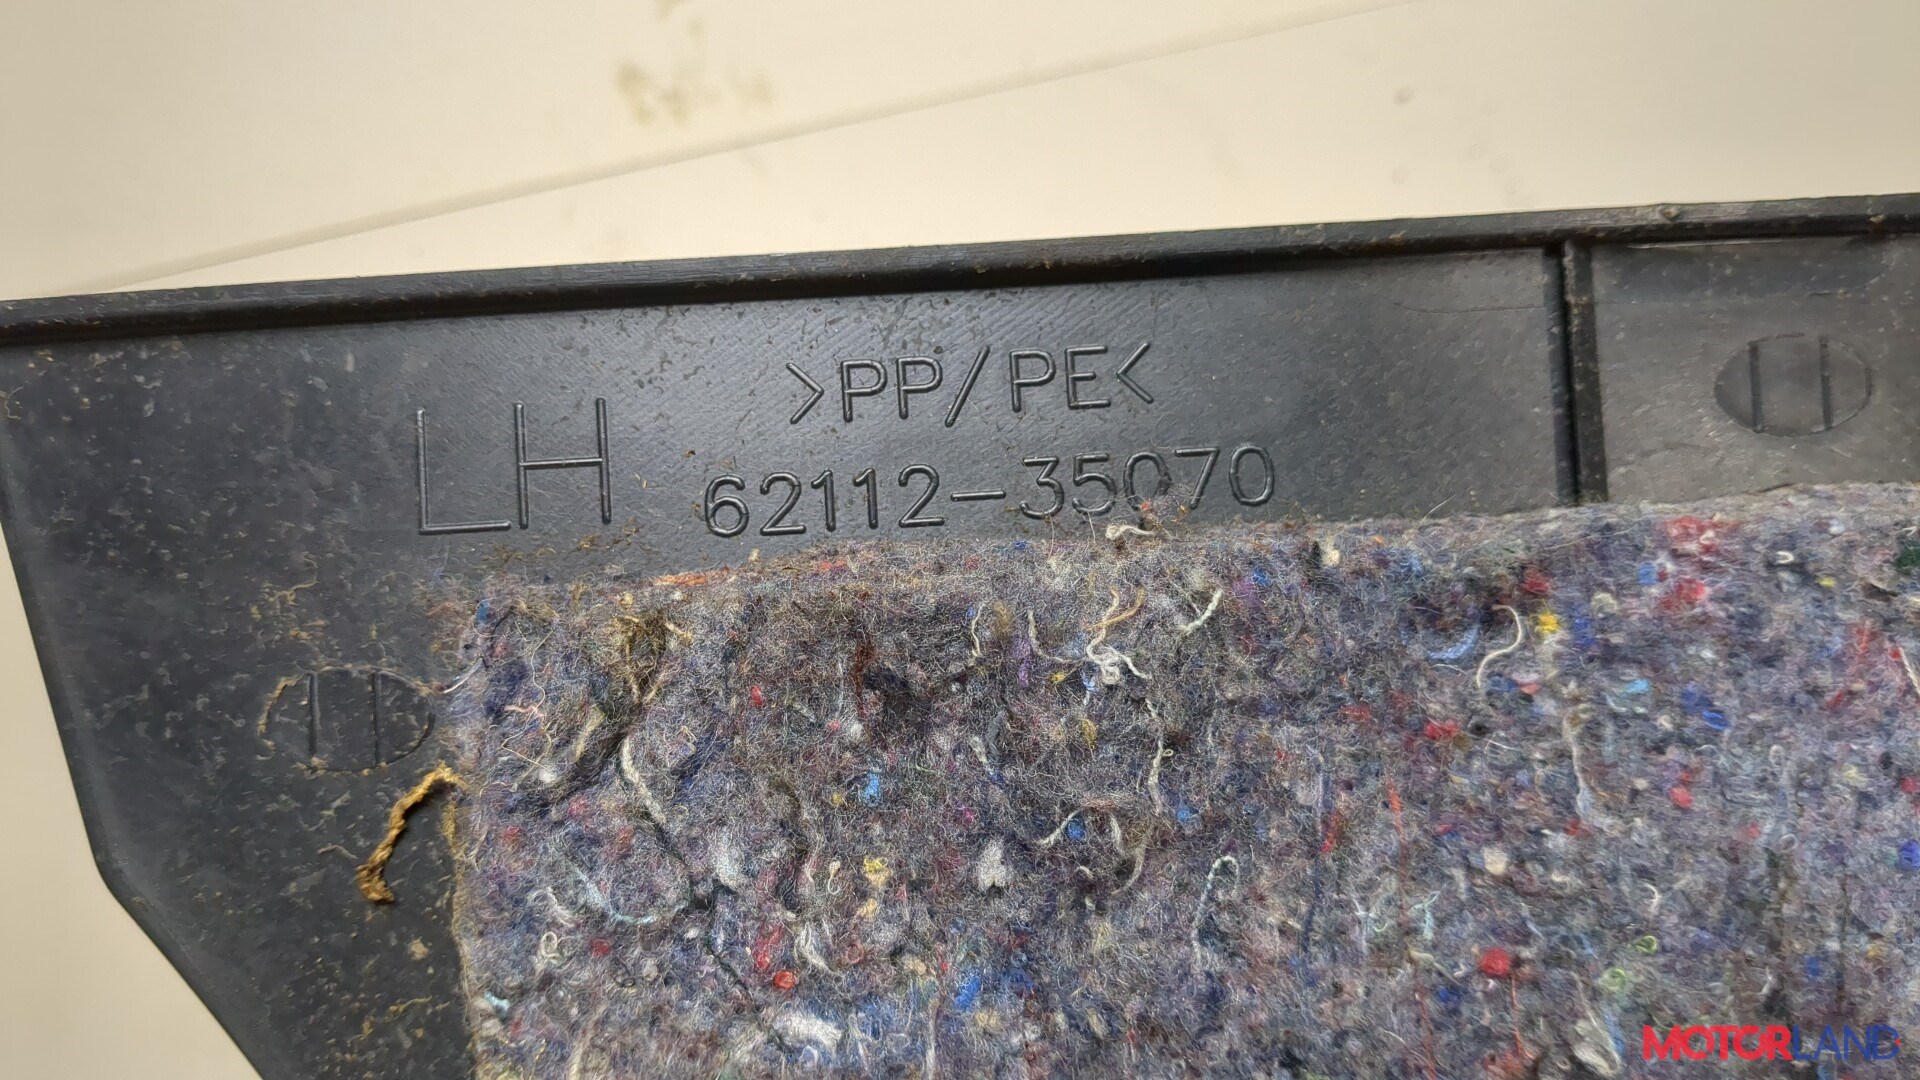 >PP/PE<
LH
62112-35070
MOTORLAND